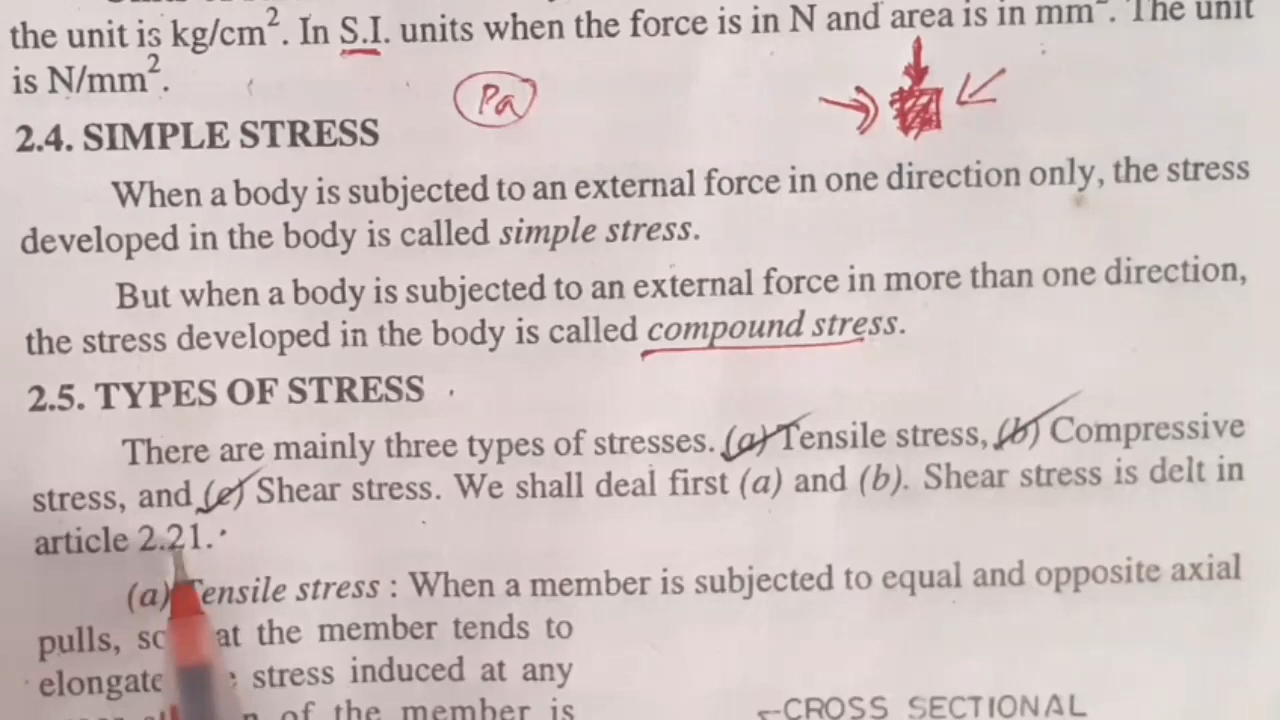 the unit is kg/cm². In S.I. units when the force is in N and area is in mm². The unit
is N/mm².
Pa
2.4. SIMPLE STRESS
When a body is subjected to an external force in one direction only, the stress
developed in the body is called simple stress.
But when a body is subjected to an external force in more than one direction,
the stress developed in the body is called compound stress.
2.5. TYPES OF STRESS
There are mainly three types of stresses. (a) Tensile stress, (b) Compressive
stress, and (c) Shear stress. We shall deal first (a) and (b). Shear stress is delt in
article 2.21.
(a) Tensile stress : When a member is subjected to equal and opposite axial
pulls, at the member tends to
elongate stress induced at any
of the member is
CROSS SECTIONAL